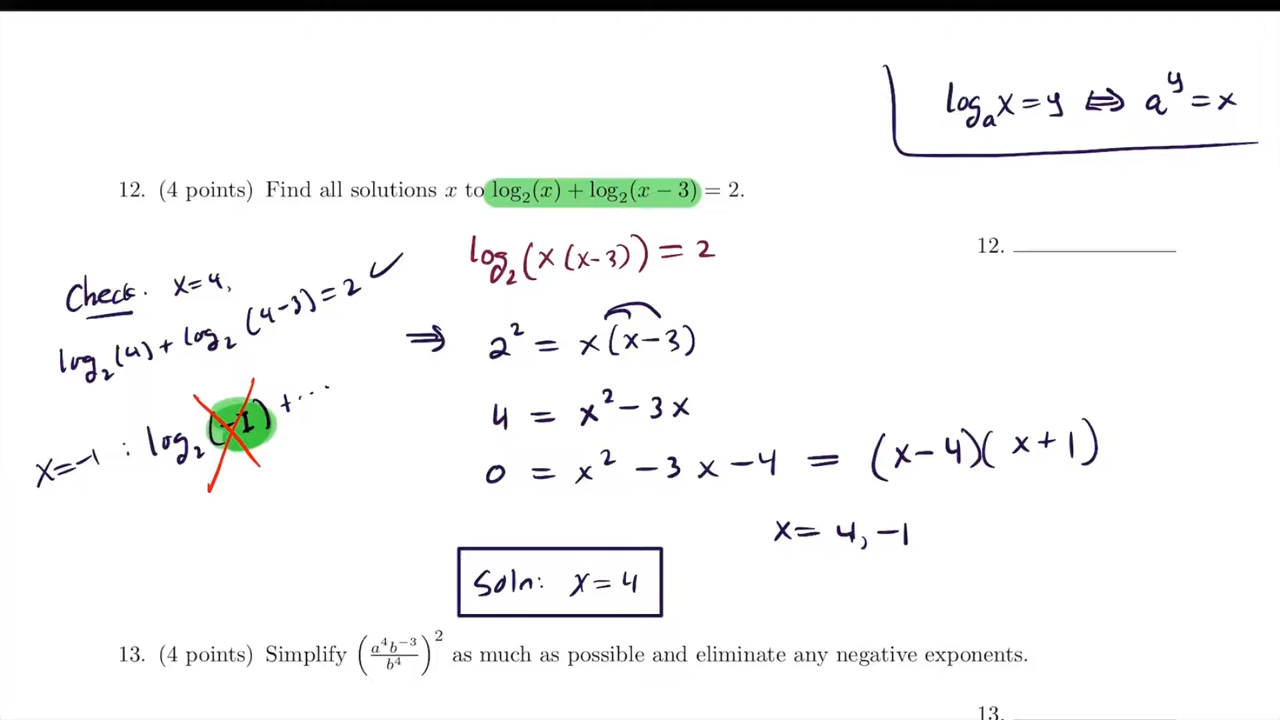 logₐx = y ⟺ a^y = x
12. (4 points) Find all solutions x to log₂(x) + log₂(x − 3) = 2.
12. ____________
log₂(x(x-3)) = 2
Check. x=4,
log₂(4) + log₂(4-3) = 2 ✓
⇒ 2² = x(x-3)
4 = x² - 3x
x=-1 : log₂(-1) + ...
0 = x² - 3x - 4 = (x-4)(x+1)
x= 4, -1
Soln: x = 4
13. (4 points) Simplify (a⁴b⁻³/b⁴)² as much as possible and eliminate any negative exponents.
13. ____________